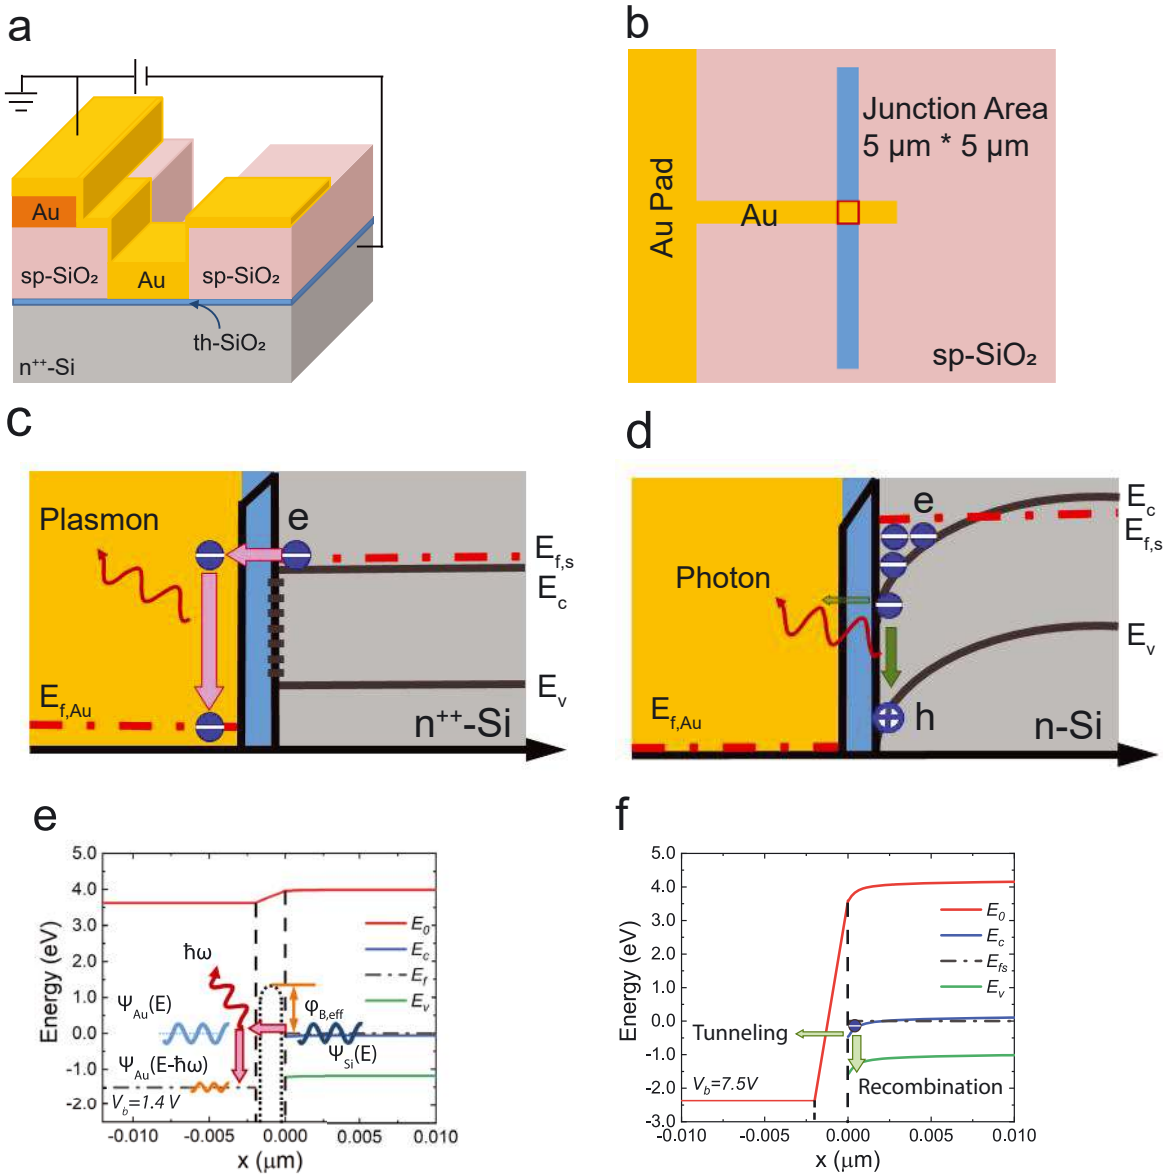 a
Au
sp-SiO₂
Au
sp-SiO₂
th-SiO₂
n⁺⁺-Si
b
Au Pad
Au
Junction Area
5 µm * 5 µm
sp-SiO₂
c
Plasmon
e
E_f,s
E_c
E_v
E_f,Au
n⁺⁺-Si
d
Photon
e
E_c
E_f,s
E_v
E_f,Au
h
n-Si
e
Energy (eV)
5.0
4.0
3.0
2.0
1.0
0.0
-1.0
-2.0
E_0
E_c
E_f
E_v
ħω
φ_B,eff
Ψ_Au(E)
Ψ_Si(E)
Ψ_Au(E-ħω)
V_b=1.4 V
-0.010 -0.005 0.000 0.005 0.010
x (µm)
f
Energy (eV)
5.0
4.0
3.0
2.0
1.0
0.0
-1.0
-2.0
-3.0
E_0
E_c
E_fs
E_v
Tunneling
Recombination
V_b=7.5V
-0.010 -0.005 0.000 0.005 0.010
x (µm)